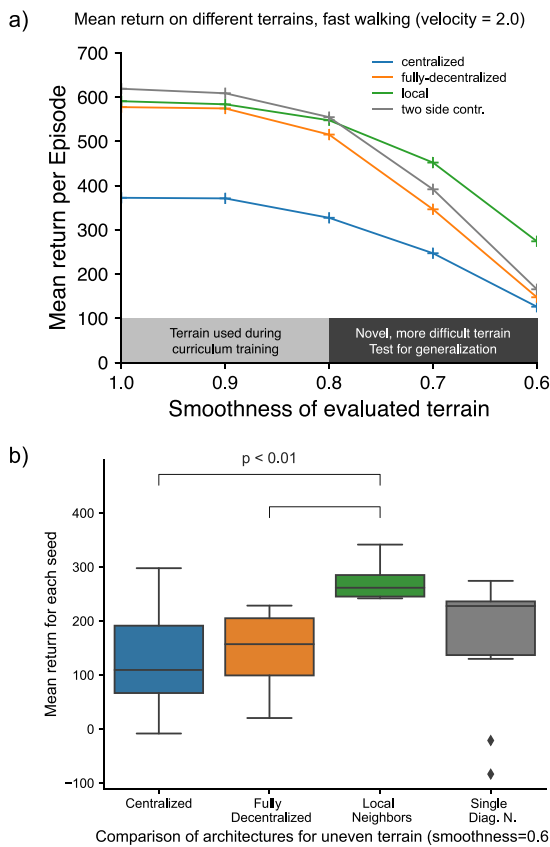 a)
Mean return on different terrains, fast walking (velocity = 2.0)
700
600
500
400
300
200
100
0
Mean return per Episode
centralized
fully-decentralized
local
two side contr.
Terrain used during
curriculum training
Novel, more difficult terrain
Test for generalization
1.0 0.9 0.8 0.7 0.6
Smoothness of evaluated terrain
b)
p < 0.01
400
300
200
100
0
−100
Mean return for each seed
Centralized
Fully
Decentralized
Local
Neighbors
Single
Diag. N.
Comparison of architectures for uneven terrain (smoothness=0.6